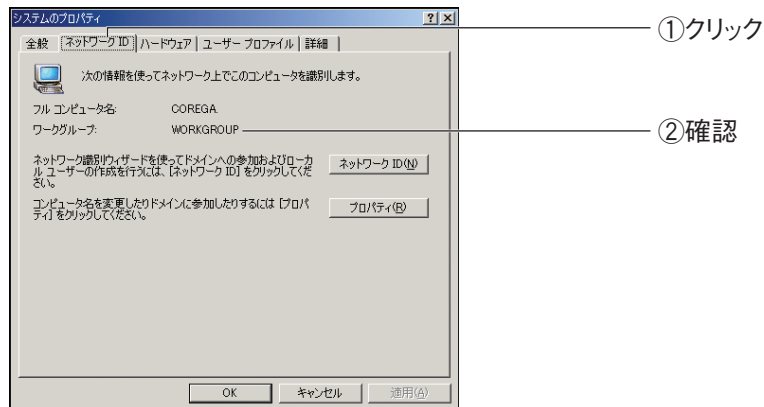 システムのプロパティ
全般 ネットワーク ID ハードウェア ユーザー プロファイル 詳細
①クリック
次の情報を使ってネットワーク上でこのコンピュータを識別します。
フル コンピュータ名: COREGA.
ワークグループ: WORKGROUP
②確認
ネットワーク識別ウィザードを使ってドメインへの参加およびローカ
ル ユーザーの作成を行うには、[ネットワーク ID] をクリックしてくだ
さい。
ネットワーク ID(N)
コンピュータ名を変更したりドメインに参加したりするには [プロパ
ティ] をクリックしてください。
プロパティ(R)
OK キャンセル 適用(A)